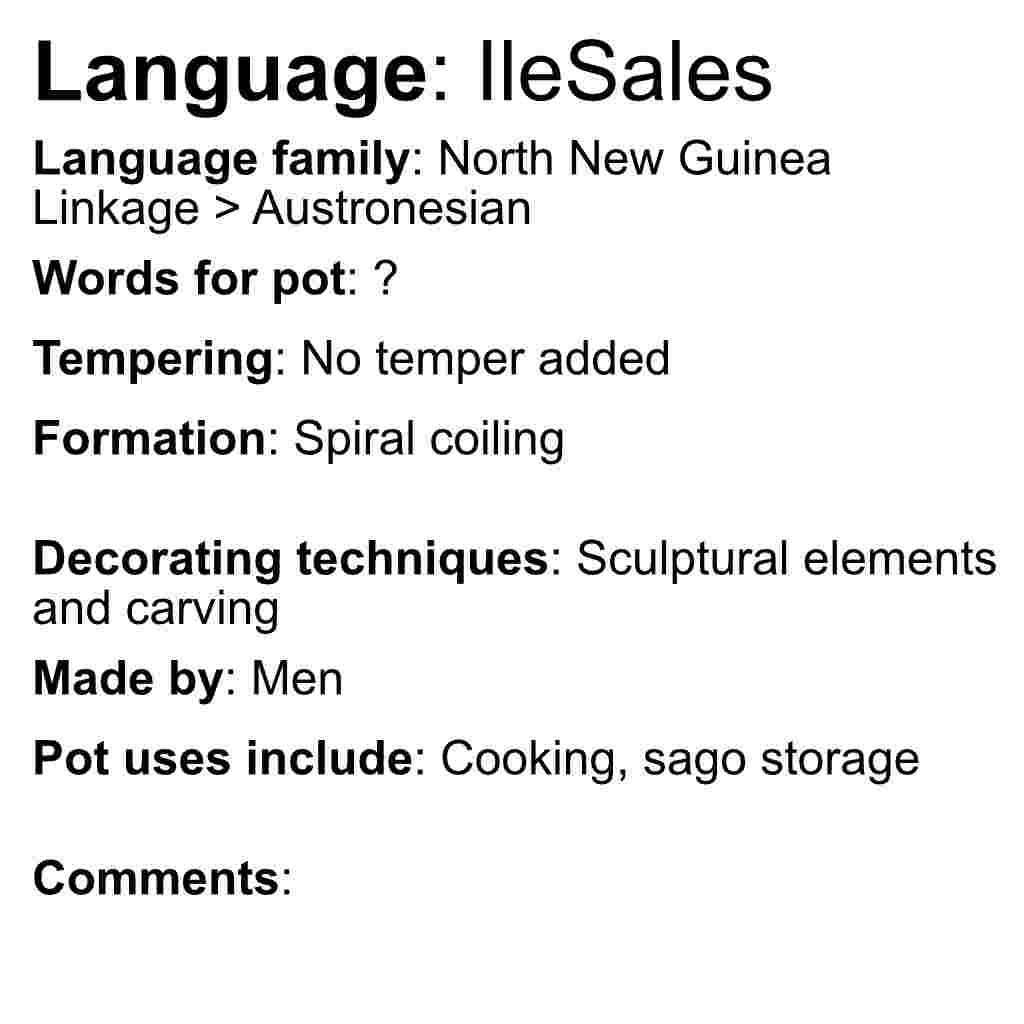 Language: IleSales
Language family: North New Guinea
Linkage > Austronesian
Words for pot: ?
Tempering: No temper added
Formation: Spiral coiling
Decorating techniques: Sculptural elements
and carving
Made by: Men
Pot uses include: Cooking, sago storage
Comments: